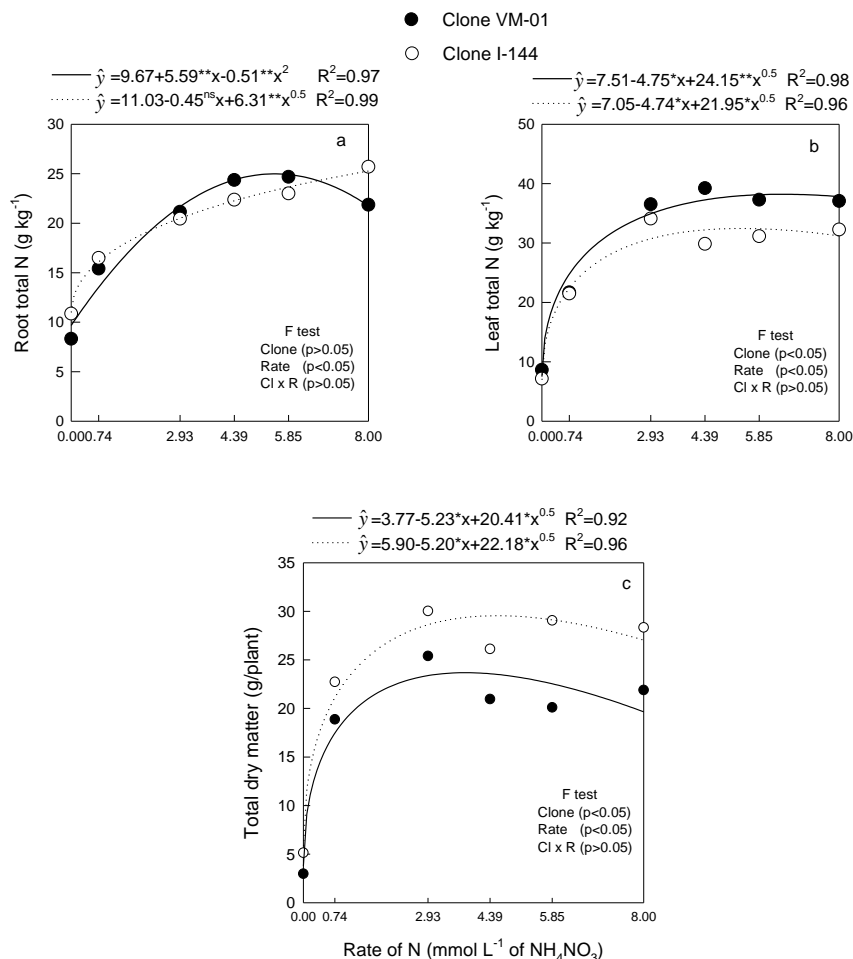 Clone VM-01
Clone I-144
ŷ=9.67+5.59**x-0.51**x² R²=0.97
ŷ=11.03-0.45ⁿˢx+6.31**x⁰·⁵ R²=0.99
a
Root total N (g kg⁻¹)
30
25
20
15
10
5
0
0.00 0.74 2.93 4.39 5.85 8.00
F test
Clone (p>0.05)
Rate (p<0.05)
Cl x R (p>0.05)
ŷ=7.51-4.75*x+24.15**x⁰·⁵ R²=0.98
ŷ=7.05-4.74*x+21.95*x⁰·⁵ R²=0.96
b
Leaf total N (g kg⁻¹)
50
40
30
20
10
0
0.00 0.74 2.93 4.39 5.85 8.00
F test
Clone (p<0.05)
Rate (p<0.05)
Cl x R (p>0.05)
ŷ=3.77-5.23*x+20.41*x⁰·⁵ R²=0.92
ŷ=5.90-5.20*x+22.18*x⁰·⁵ R²=0.96
c
Total dry matter (g/plant)
35
30
25
20
15
10
5
0
0.00 0.74 2.93 4.39 5.85 8.00
F test
Clone (p<0.05)
Rate (p<0.05)
Cl x R (p>0.05)
Rate of N (mmol L⁻¹ of NH₄NO₃)